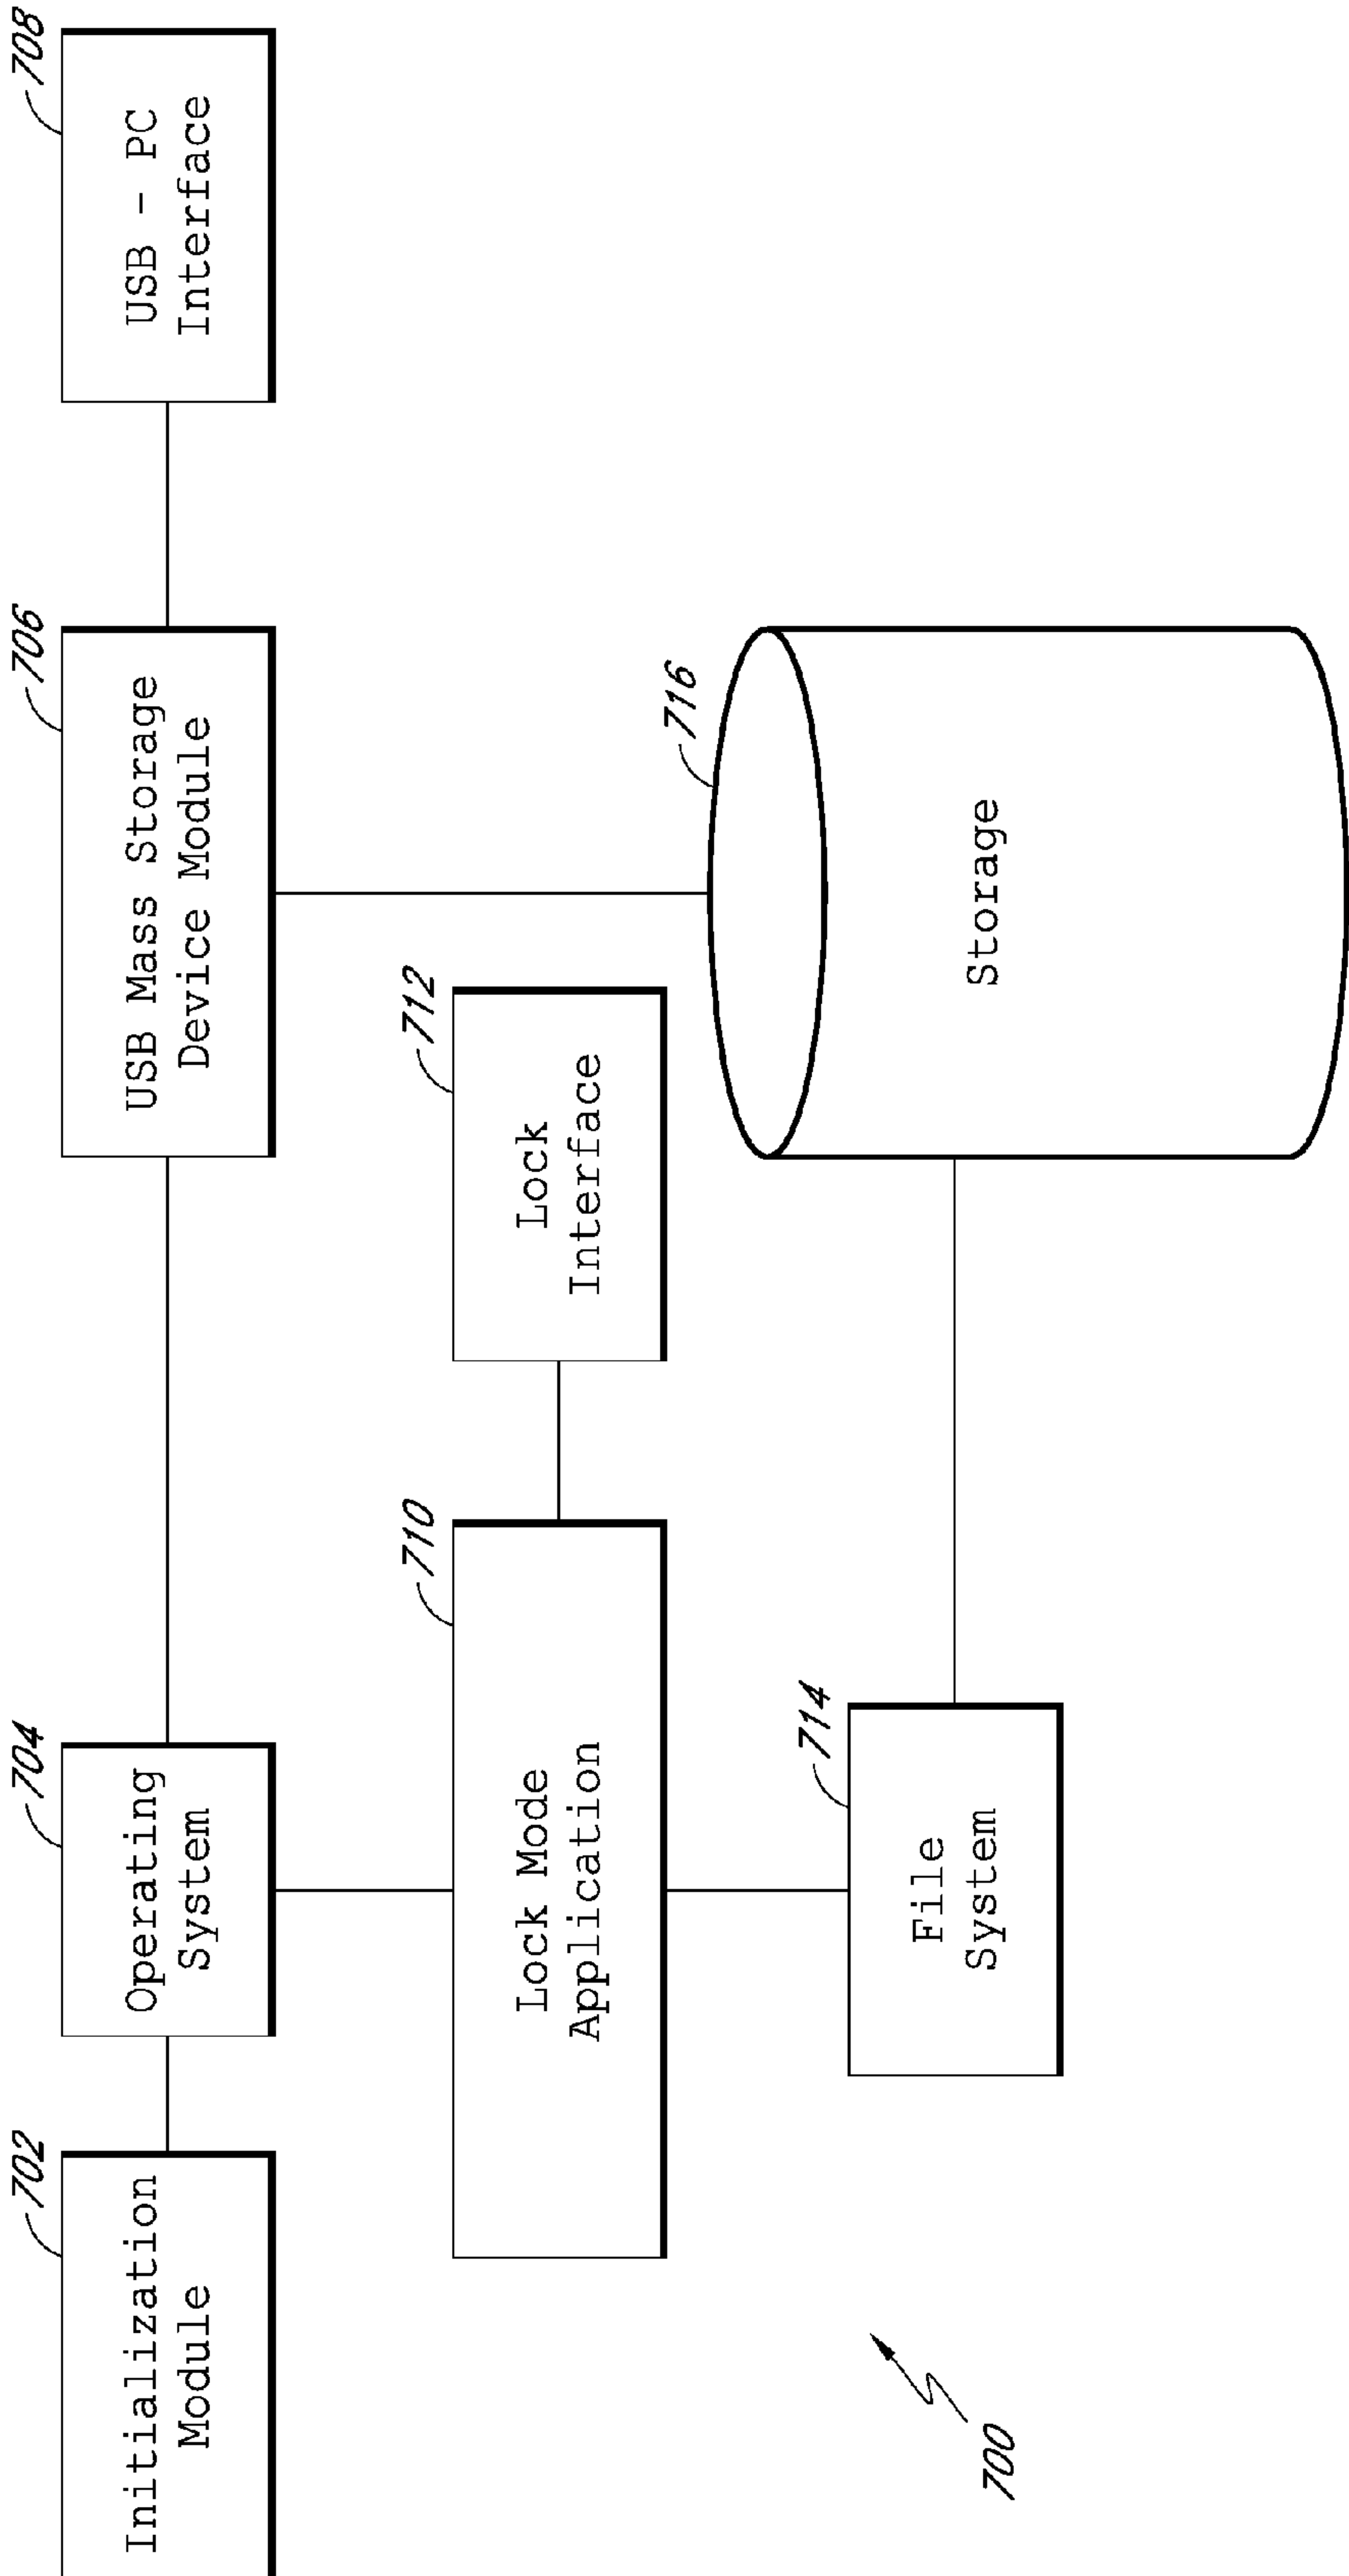 702
Initialization
Module
704
Operating
System
706
USB Mass Storage
Device Module
708
USB - PC
Interface
710
Lock Mode
Application
712
Lock
Interface
714
File
System
716
Storage
700